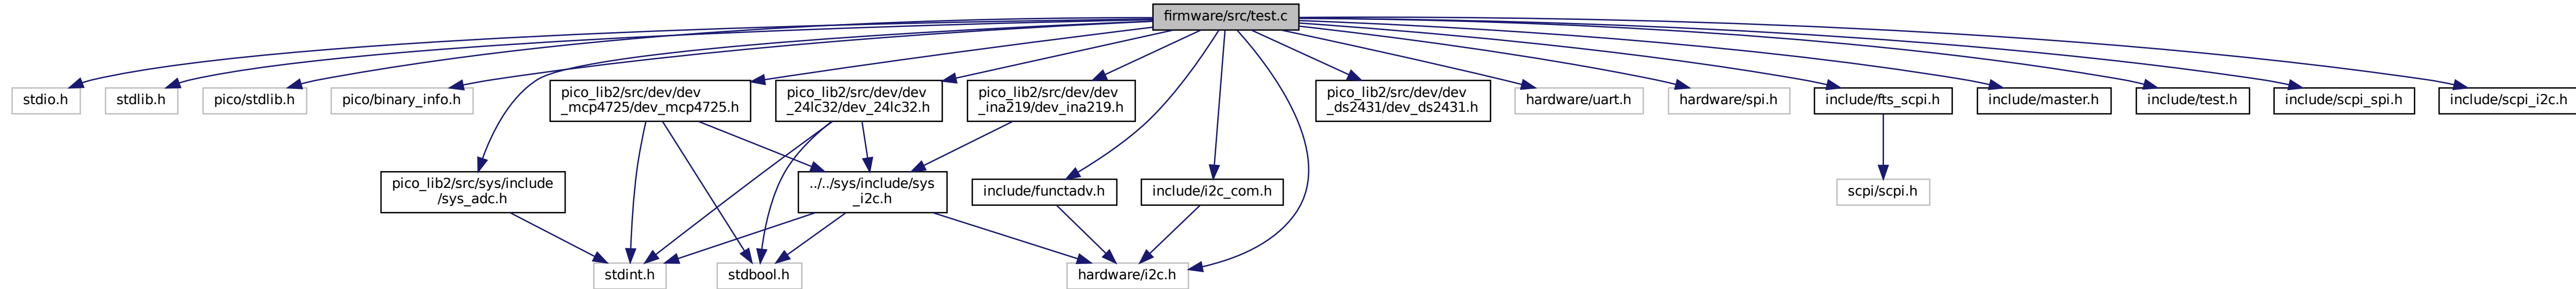 firmware/src/test.c
stdio.h
stdlib.h
pico/stdlib.h
pico/binary_info.h
pico_lib2/src/dev/dev
_mcp4725/dev_mcp4725.h
pico_lib2/src/dev/dev
_24lc32/dev_24lc32.h
pico_lib2/src/dev/dev
_ina219/dev_ina219.h
pico_lib2/src/dev/dev
_ds2431/dev_ds2431.h
hardware/uart.h
hardware/spi.h
include/fts_scpi.h
include/master.h
include/test.h
include/scpi_spi.h
include/scpi_i2c.h
pico_lib2/src/sys/include
/sys_adc.h
../../sys/include/sys
_i2c.h
include/functadv.h
include/i2c_com.h
scpi/scpi.h
stdint.h
stdbool.h
hardware/i2c.h